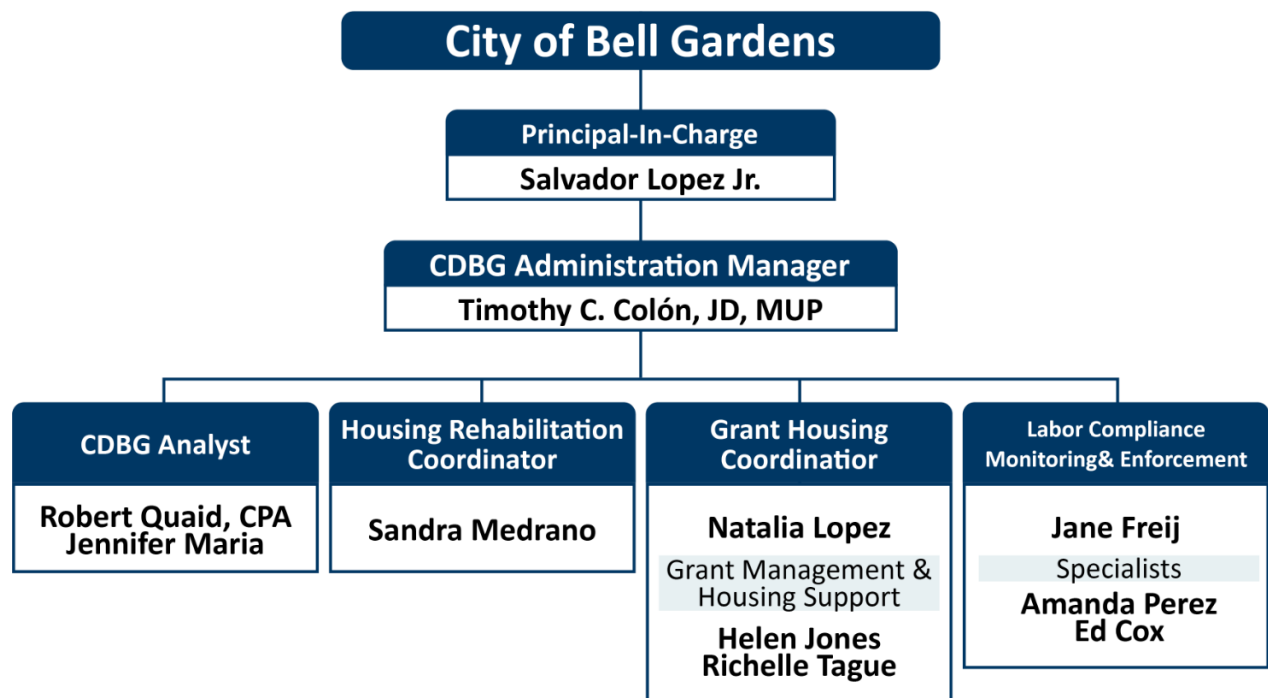 City of Bell Gardens
Principal-In-Charge
Salvador Lopez Jr.
CDBG Administration Manager
Timothy C. Colón, JD, MUP
CDBG Analyst
Robert Quaid, CPA
Jennifer Maria
Housing Rehabilitation
Coordinator
Sandra Medrano
Grant Housing
Coordinatior
Natalia Lopez
Grant Management &
Housing Support
Helen Jones
Richelle Tague
Labor Compliance
Monitoring& Enforcement
Jane Freij
Specialists
Amanda Perez
Ed Cox